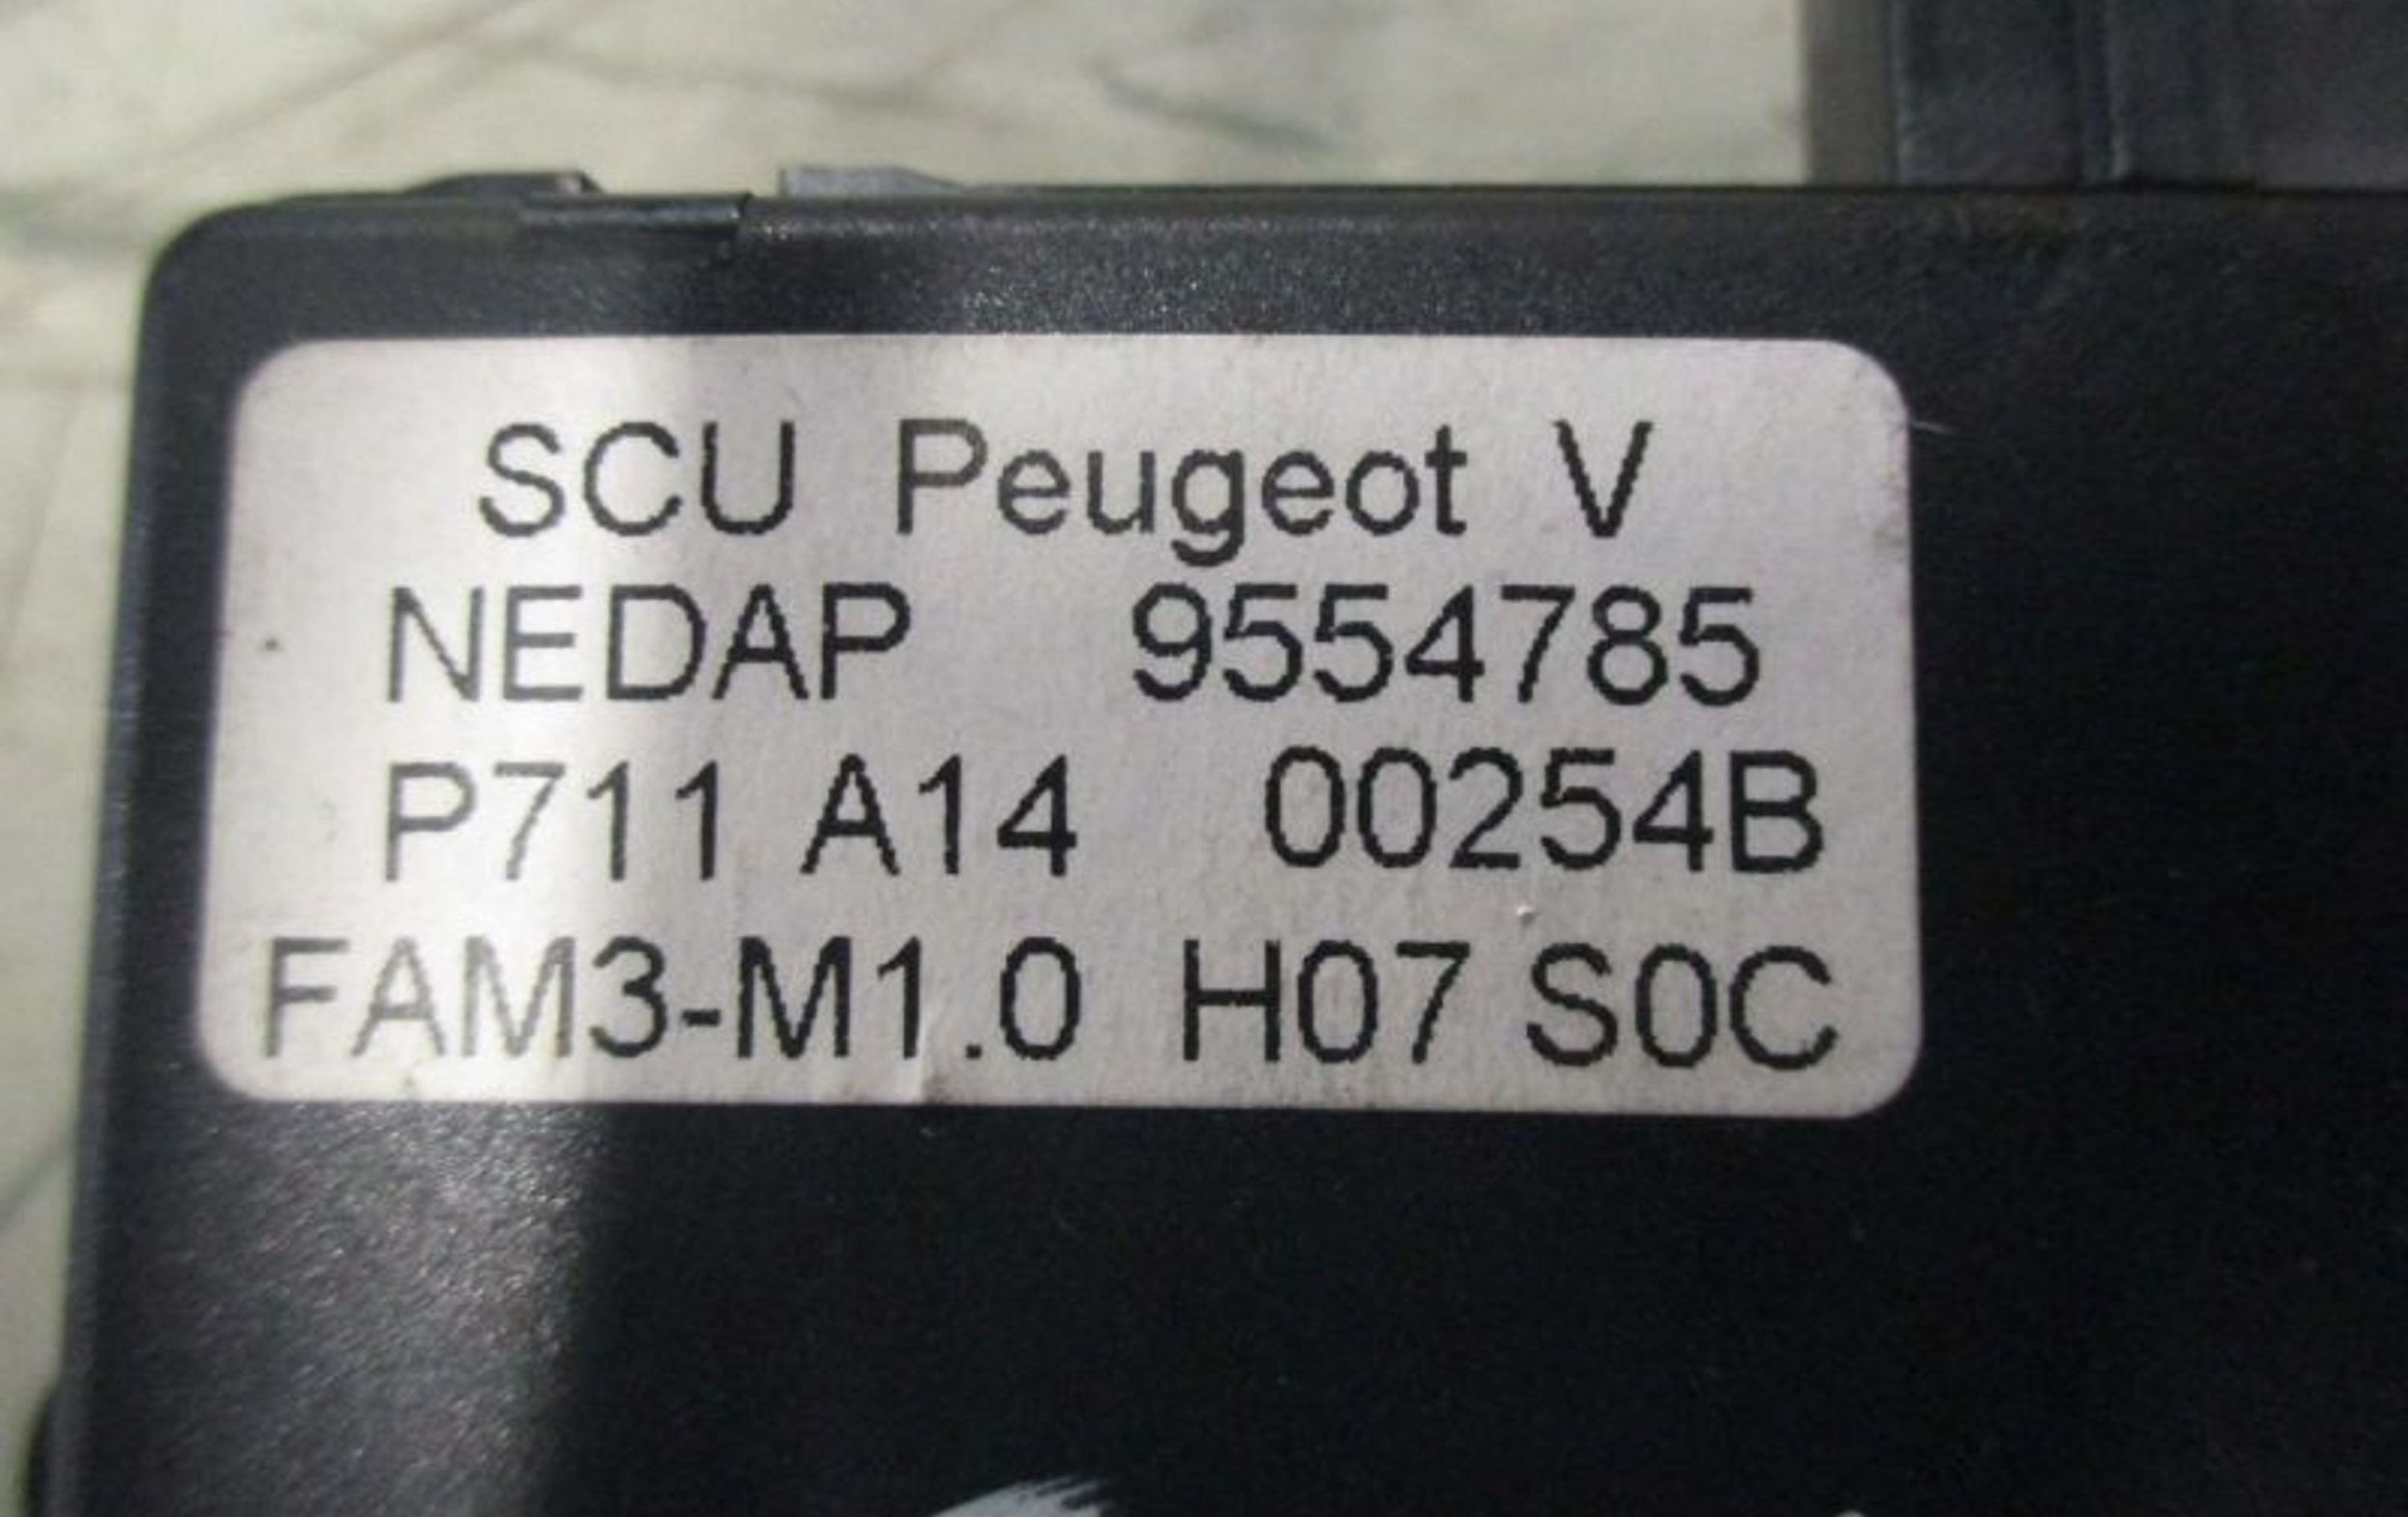 SCU Peugeot V
NEDAP 9554785
P711 A14 00254B
FAM3-M1.0 H07 S0C